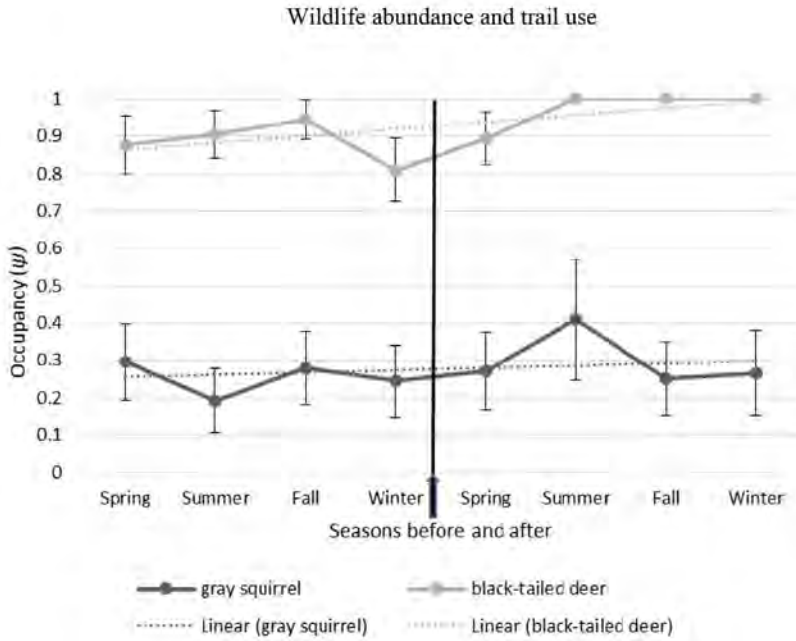 Wildlife abundance and trail use
1
0.9
0.8
0.7
0.6
0.5
0.4
0.3
0.2
0.1
0
Occupancy (ψ)
Spring Summer Fall Winter Spring Summer Fall Winter
Seasons before and after
gray squirrel black-tailed deer
Linear (gray squirrel) Linear (black-tailed deer)